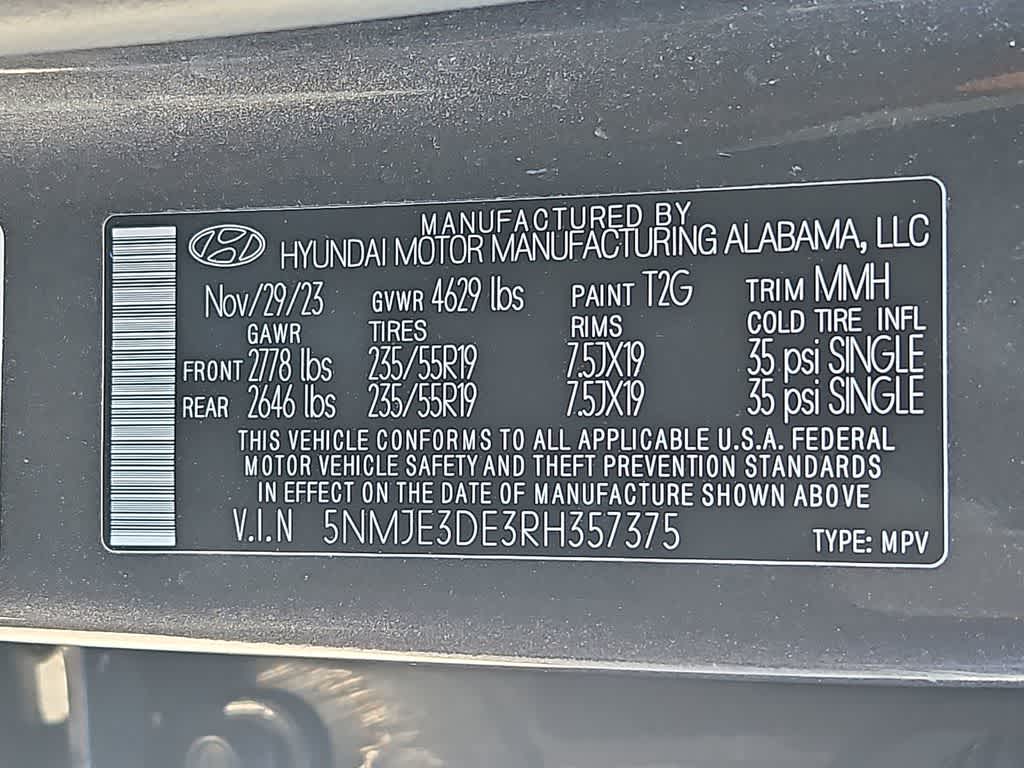 MANUFACTURED BY
HYUNDAI MOTOR MANUFACTURING ALABAMA, LLC
Nov/29/23 GVWR 4629 lbs PAINT T2G TRIM MMH
GAWR TIRES RIMS COLD TIRE INFL
FRONT 2778 lbs 235/55R19 7.5JX19 35 psi SINGLE
REAR 2646 lbs 235/55R19 7.5JX19 35 psi SINGLE
THIS VEHICLE CONFORMS TO ALL APPLICABLE U.S.A. FEDERAL
MOTOR VEHICLE SAFETY AND THEFT PREVENTION STANDARDS
IN EFFECT ON THE DATE OF MANUFACTURE SHOWN ABOVE
V.I.N 5NMJE3DE3RH357375 TYPE: MPV